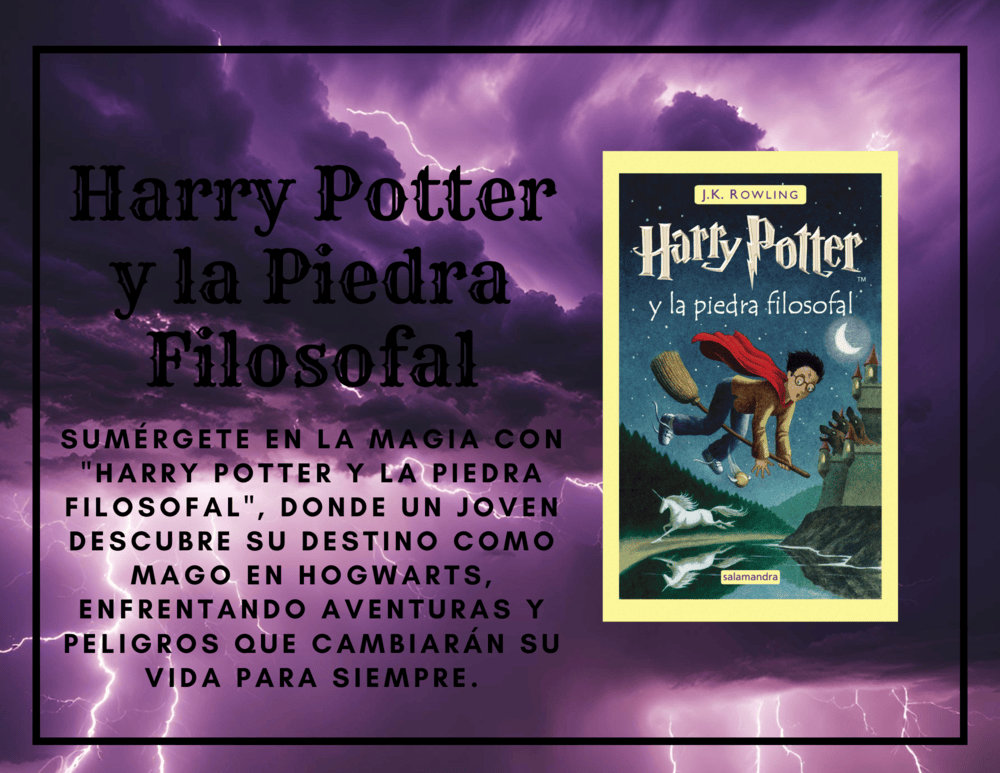 Harry Potter
y la Piedra
Filosofal
SUMÉRGETE EN LA MAGIA CON
"HARRY POTTER Y LA PIEDRA
FILOSOFAL", DONDE UN JOVEN
DESCUBRE SU DESTINO COMO
MAGO EN HOGWARTS,
ENFRENTANDO AVENTURAS Y
PELIGROS QUE CAMBIARÁN SU
VIDA PARA SIEMPRE.
J.K. ROWLING
Harry Potter
TM
y la piedra filosofal
salamandra